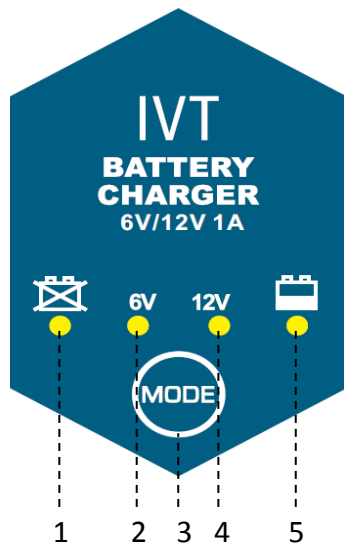 IVT
BATTERY
CHARGER
6V/12V 1A
6V 12V
MODE
1 2 3 4 5